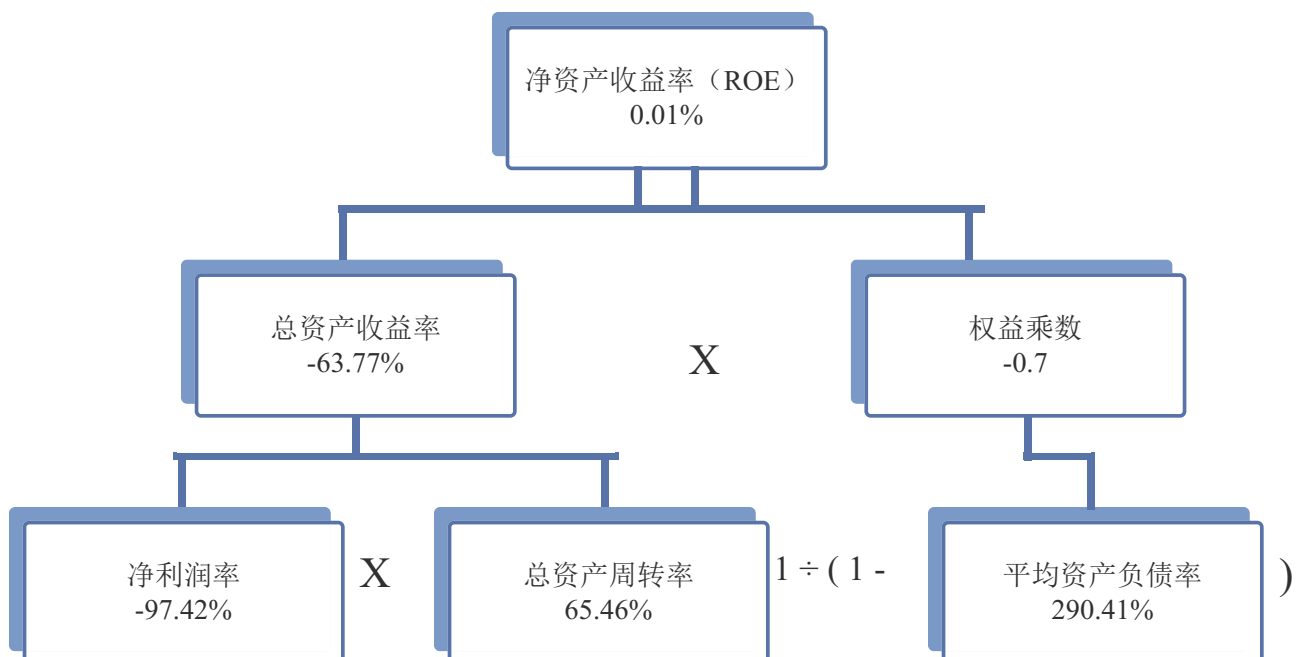 净资产收益率（ROE）
0.01%
总资产收益率
-63.77%
X
权益乘数
-0.7
净利润率
-97.42%
X
总资产周转率
65.46%
1 ÷ ( 1 -
平均资产负债率
290.41%
)